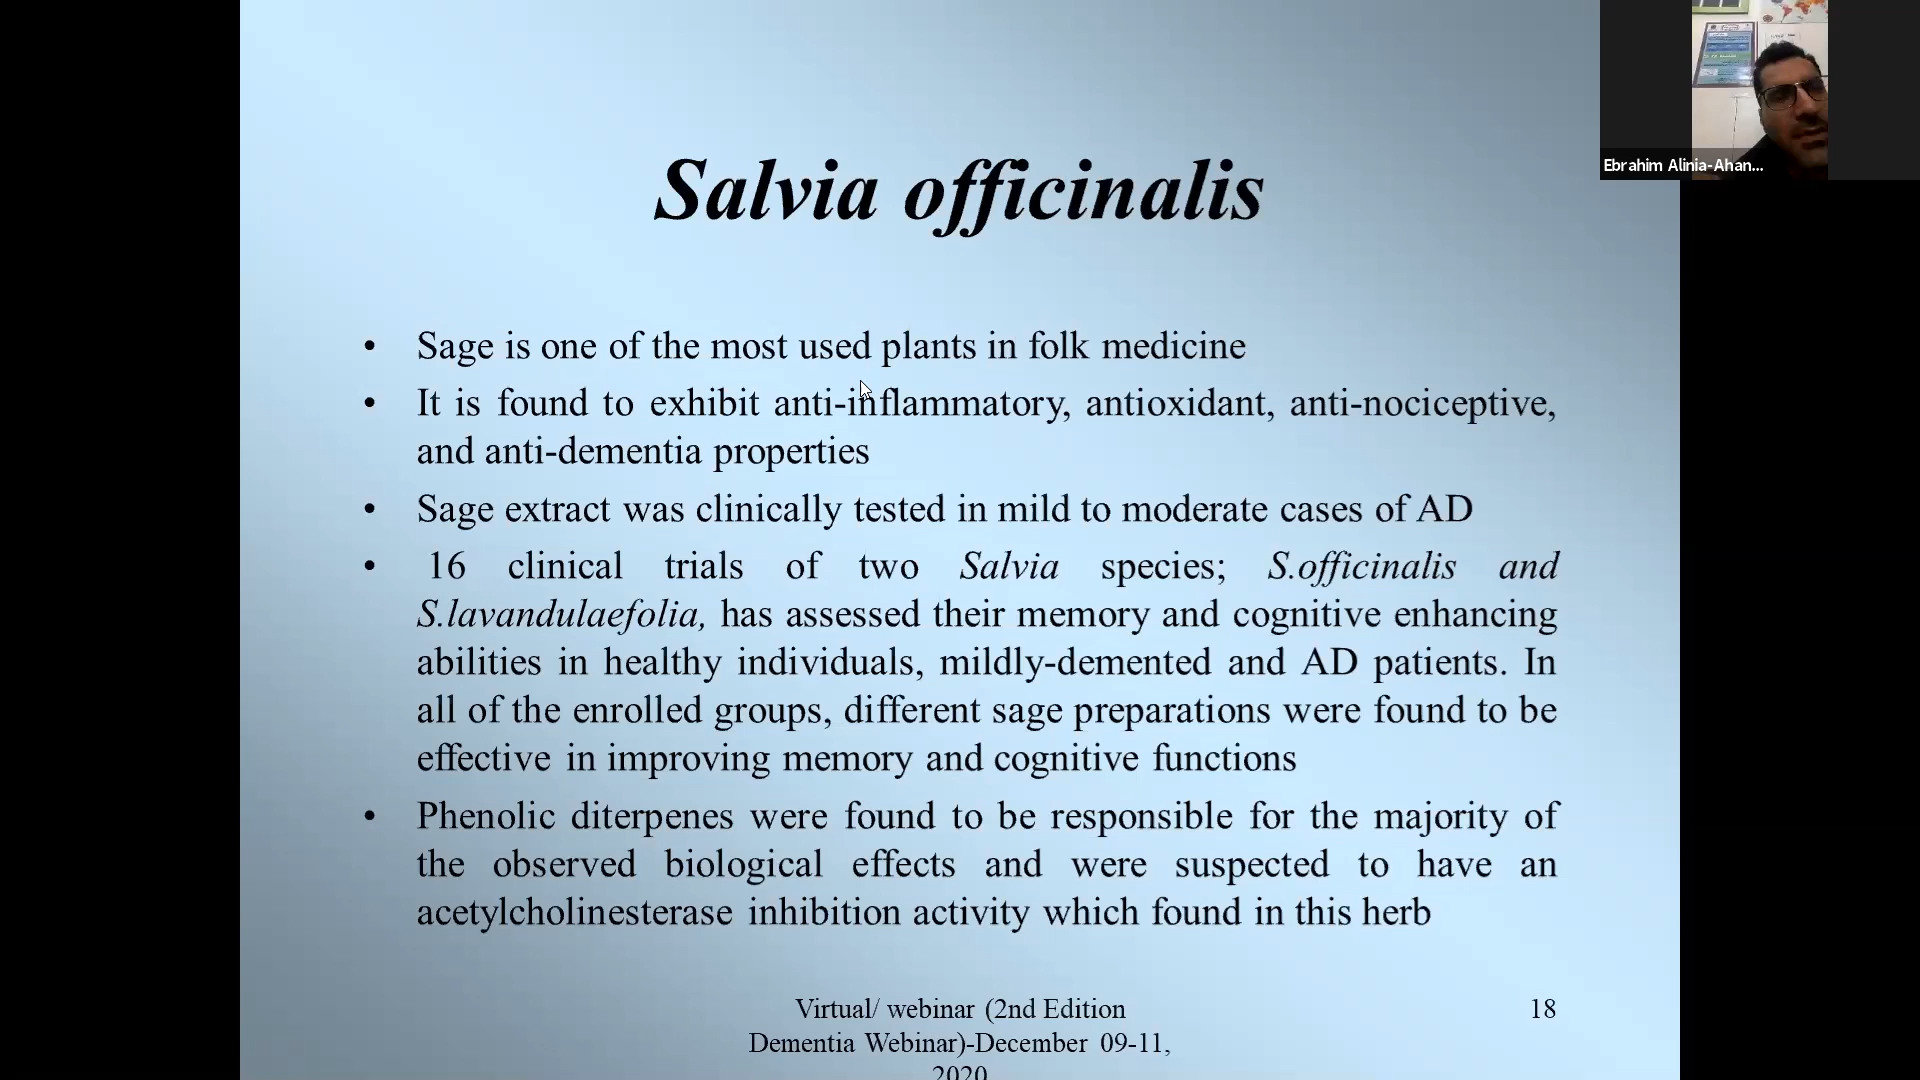 Ebrahim Alinia-Ahan...
Salvia officinalis
• Sage is one of the most used plants in folk medicine
• It is found to exhibit anti-inflammatory, antioxidant, anti-nociceptive,
and anti-dementia properties
• Sage extract was clinically tested in mild to moderate cases of AD
• 16 clinical trials of two Salvia species; S.officinalis and
S.lavandulaefolia, has assessed their memory and cognitive enhancing
abilities in healthy individuals, mildly-demented and AD patients. In
all of the enrolled groups, different sage preparations were found to be
effective in improving memory and cognitive functions
• Phenolic diterpenes were found to be responsible for the majority of
the observed biological effects and were suspected to have an
acetylcholinesterase inhibition activity which found in this herb
Virtual/ webinar (2nd Edition
Dementia Webinar)-December 09-11,
2020
18